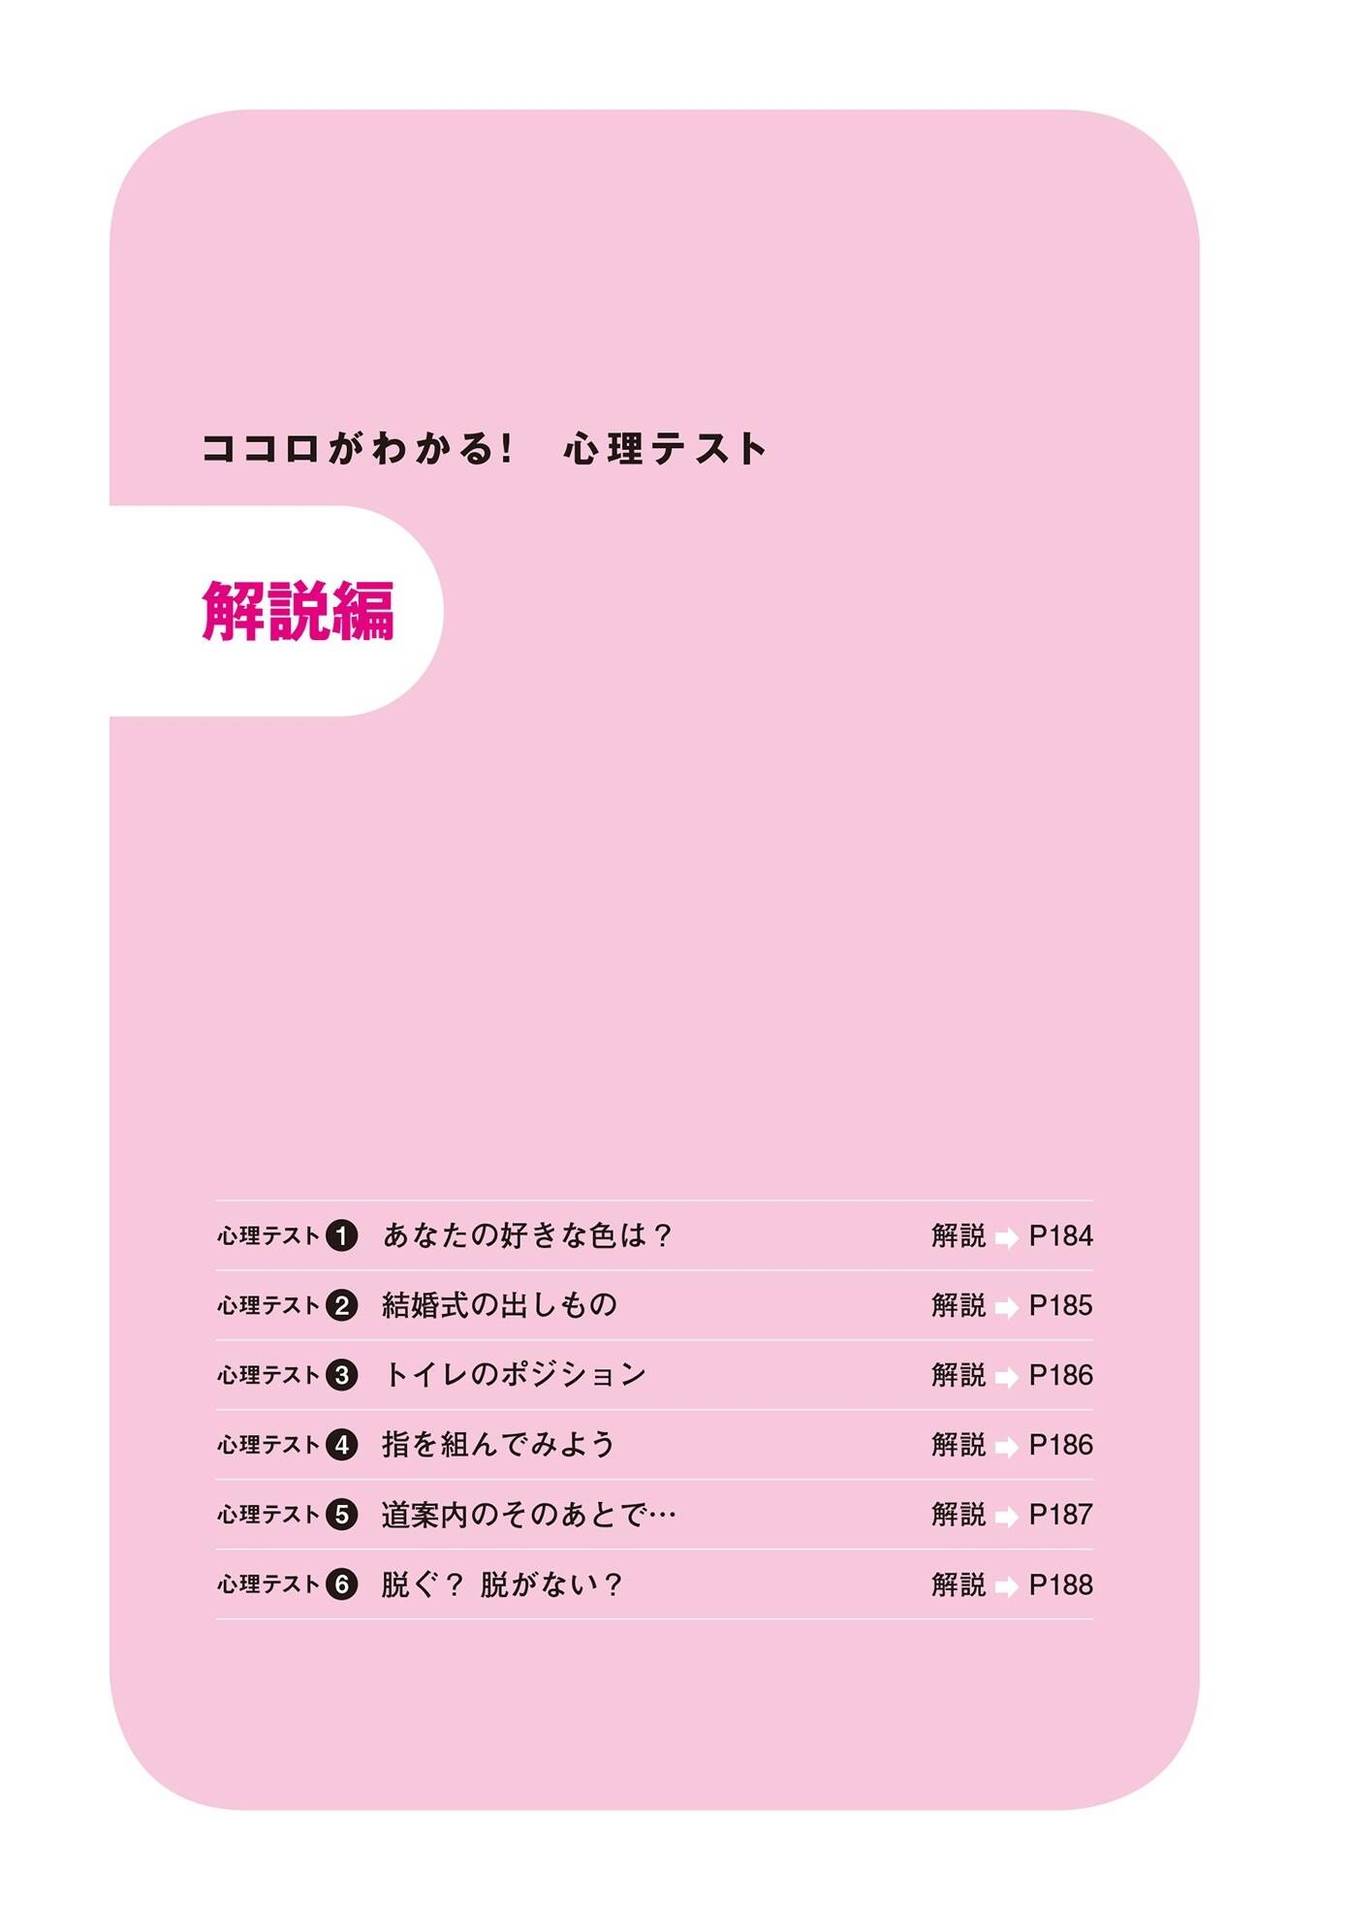 ココロがわかる！　心理テスト
解説編
心理テスト❶ あなたの好きな色は？ 解説➡P184
心理テスト❷ 結婚式の出しもの 解説➡P185
心理テスト❸ トイレのポジション 解説➡P186
心理テスト❹ 指を組んでみよう 解説➡P186
心理テスト❺ 道案内のそのあとで… 解説➡P187
心理テスト❻ 脱ぐ？ 脱がない？ 解説➡P188